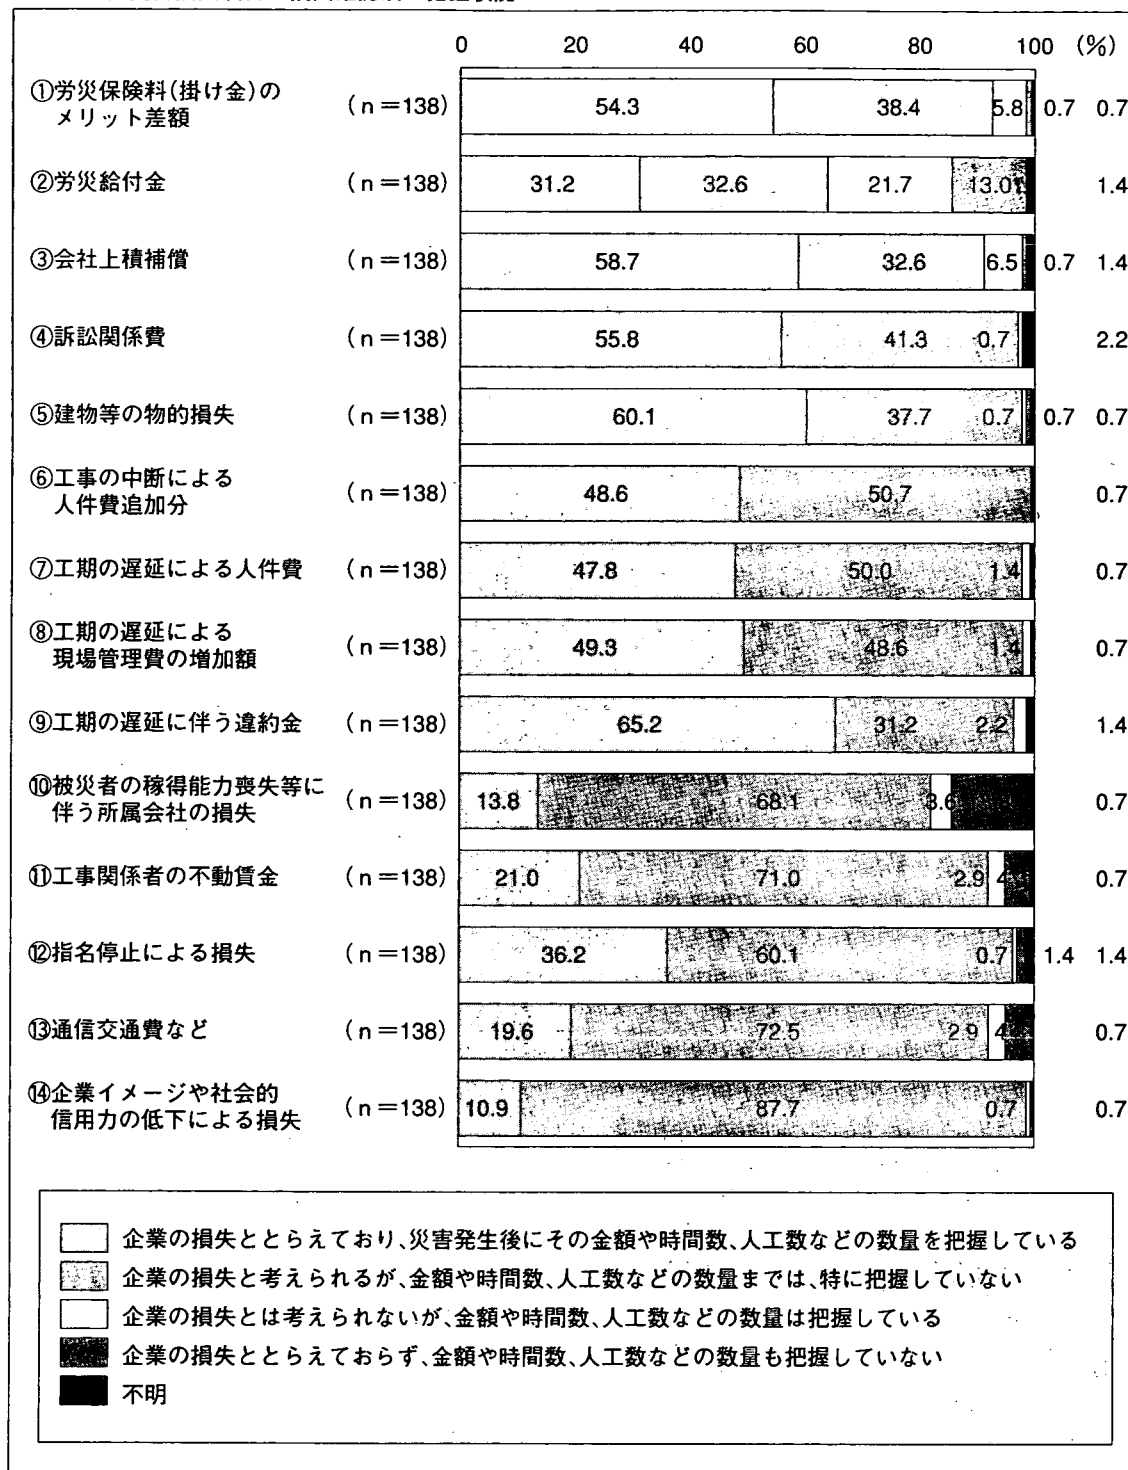 0 20 40 60 80 100 (%)
①労災保険料(掛け金)の
メリット差額 (n=138) 54.3 38.4 5.8 0.7 0.7
②労災給付金 (n=138) 31.2 32.6 21.7 13.0 1.4
③会社上積補償 (n=138) 58.7 32.6 6.5 0.7 1.4
④訴訟関係費 (n=138) 55.8 41.3 0.7 2.2
⑤建物等の物的損失 (n=138) 60.1 37.7 0.7 0.7 0.7
⑥工事の中断による
人件費追加分 (n=138) 48.6 50.7 0.7
⑦工期の遅延による人件費 (n=138) 47.8 50.0 1.4 0.7
⑧工期の遅延による
現場管理費の増加額 (n=138) 49.3 48.6 1.4 0.7
⑨工期の遅延に伴う違約金 (n=138) 65.2 31.2 2.2 1.4
⑩被災者の稼得能力喪失等に
伴う所属会社の損失 (n=138) 13.8 68.1 3.6 0.7
⑪工事関係者の不動賃金 (n=138) 21.0 71.0 2.9 4 0.7
⑫指名停止による損失 (n=138) 36.2 60.1 0.7 1.4 1.4
⑬通信交通費など (n=138) 19.6 72.5 2.9 4 0.7
⑭企業イメージや社会的
信用力の低下による損失 (n=138) 10.9 87.7 0.7 0.7
企業の損失ととらえており、災害発生後にその金額や時間数、人工数などの数量を把握している
企業の損失と考えられるが、金額や時間数、人工数などの数量までは、特に把握していない
企業の損失とは考えられないが、金額や時間数、人工数などの数量は把握している
企業の損失ととらえておらず、金額や時間数、人工数などの数量も把握していない
不明